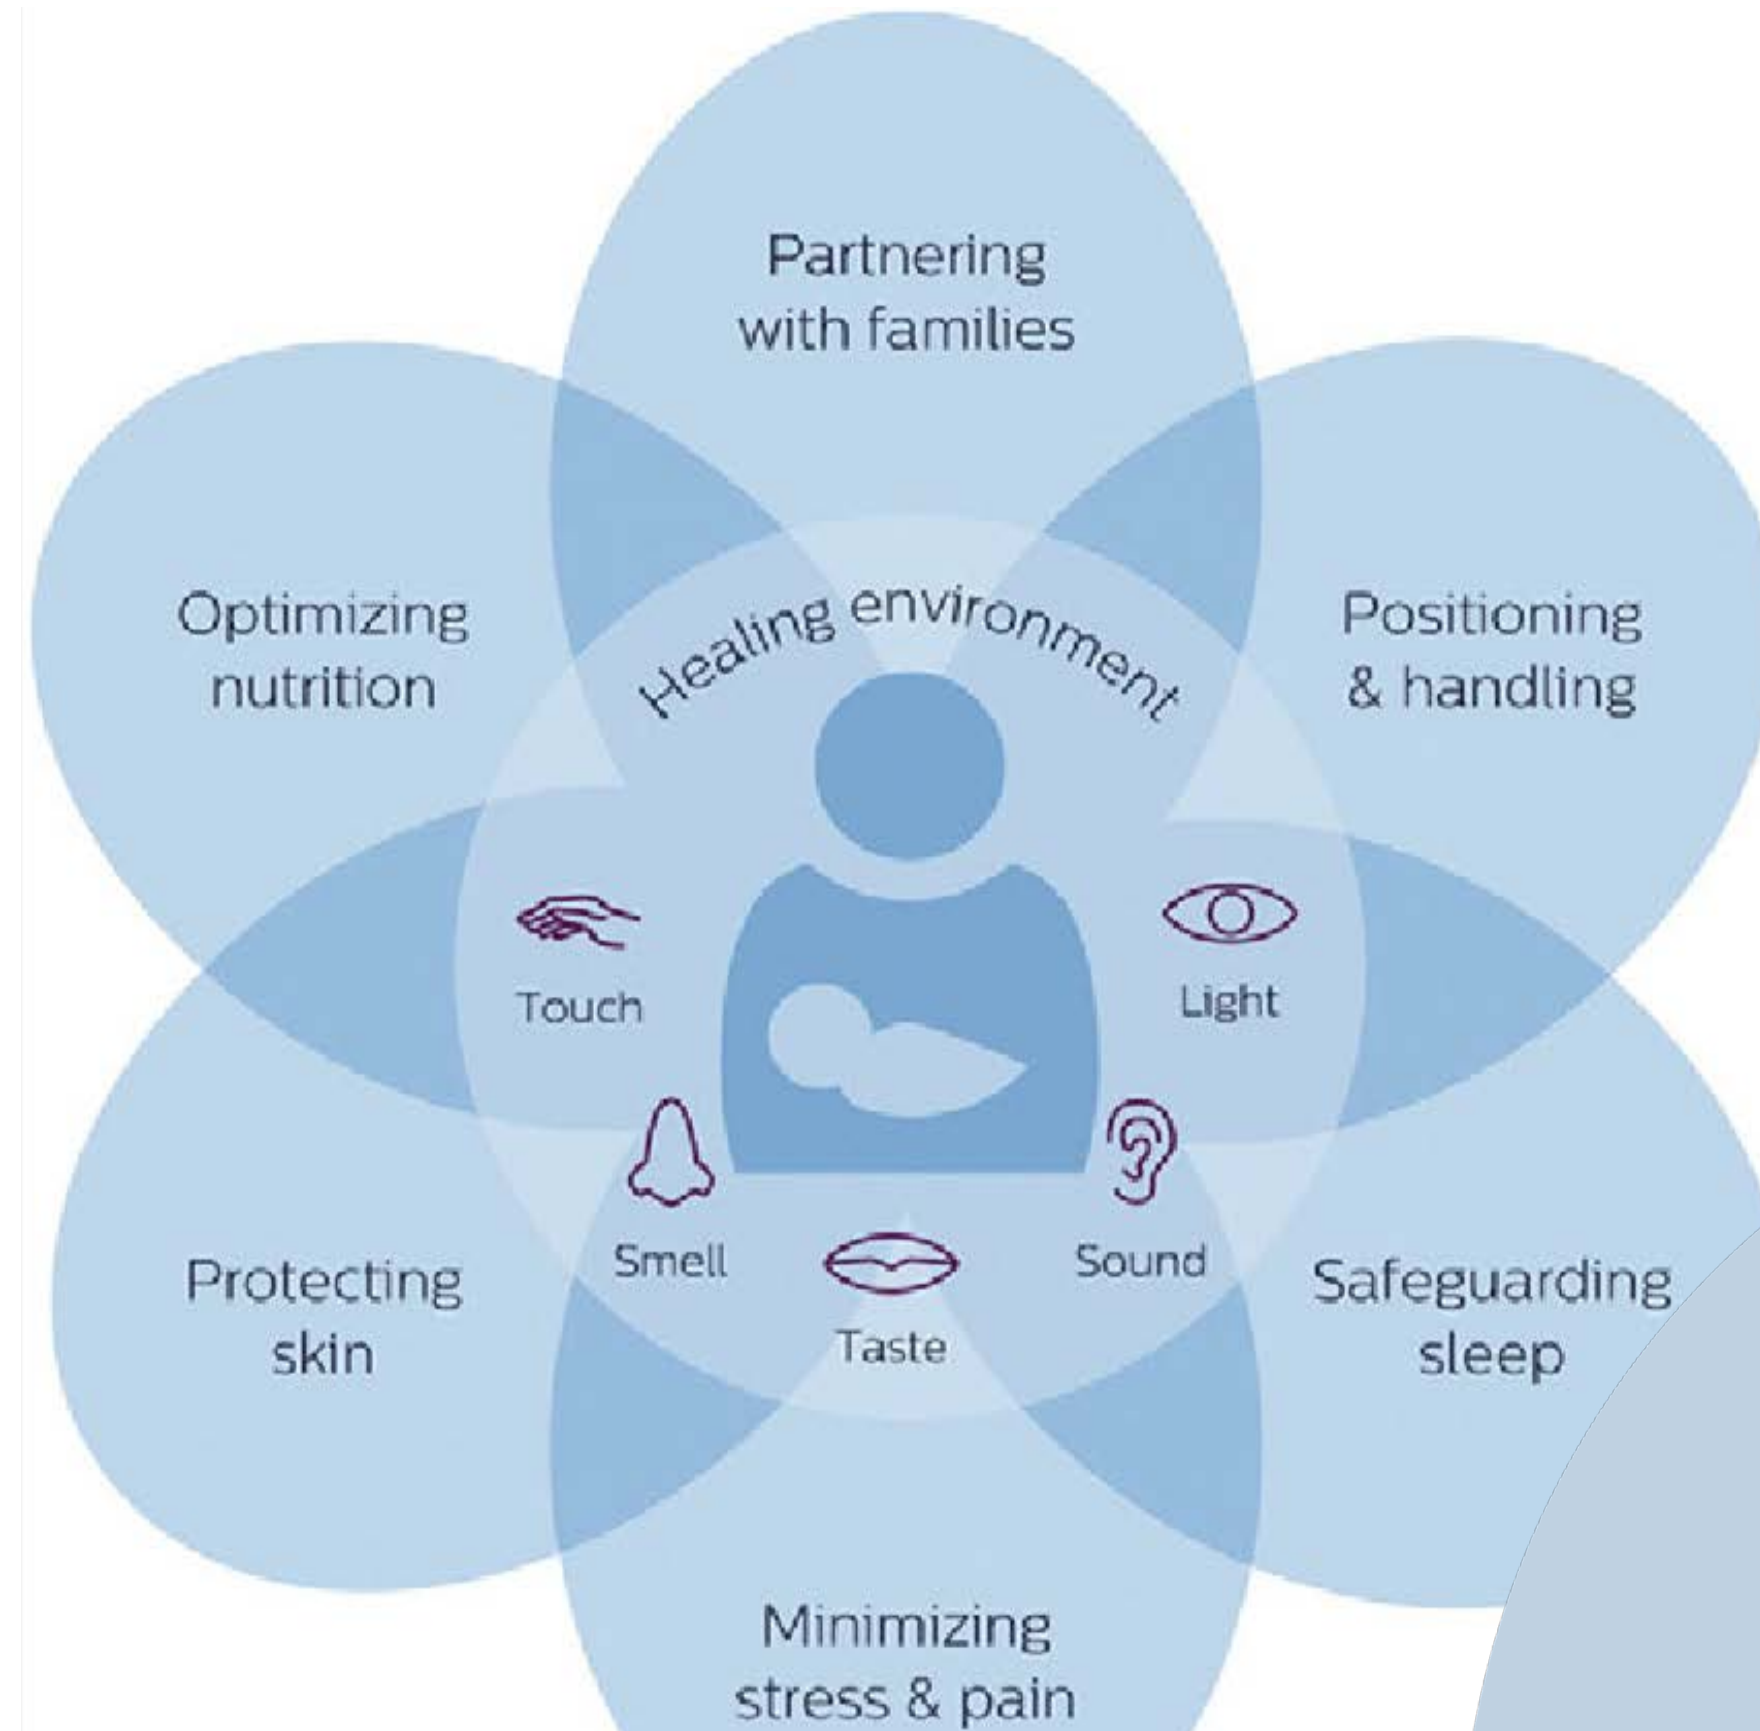 Partnering
with families
Optimizing
nutrition
Positioning
& handling
Healing environment
Touch
Light
Smell
Taste
Sound
Protecting
skin
Safeguarding
sleep
Minimizing
stress & pain